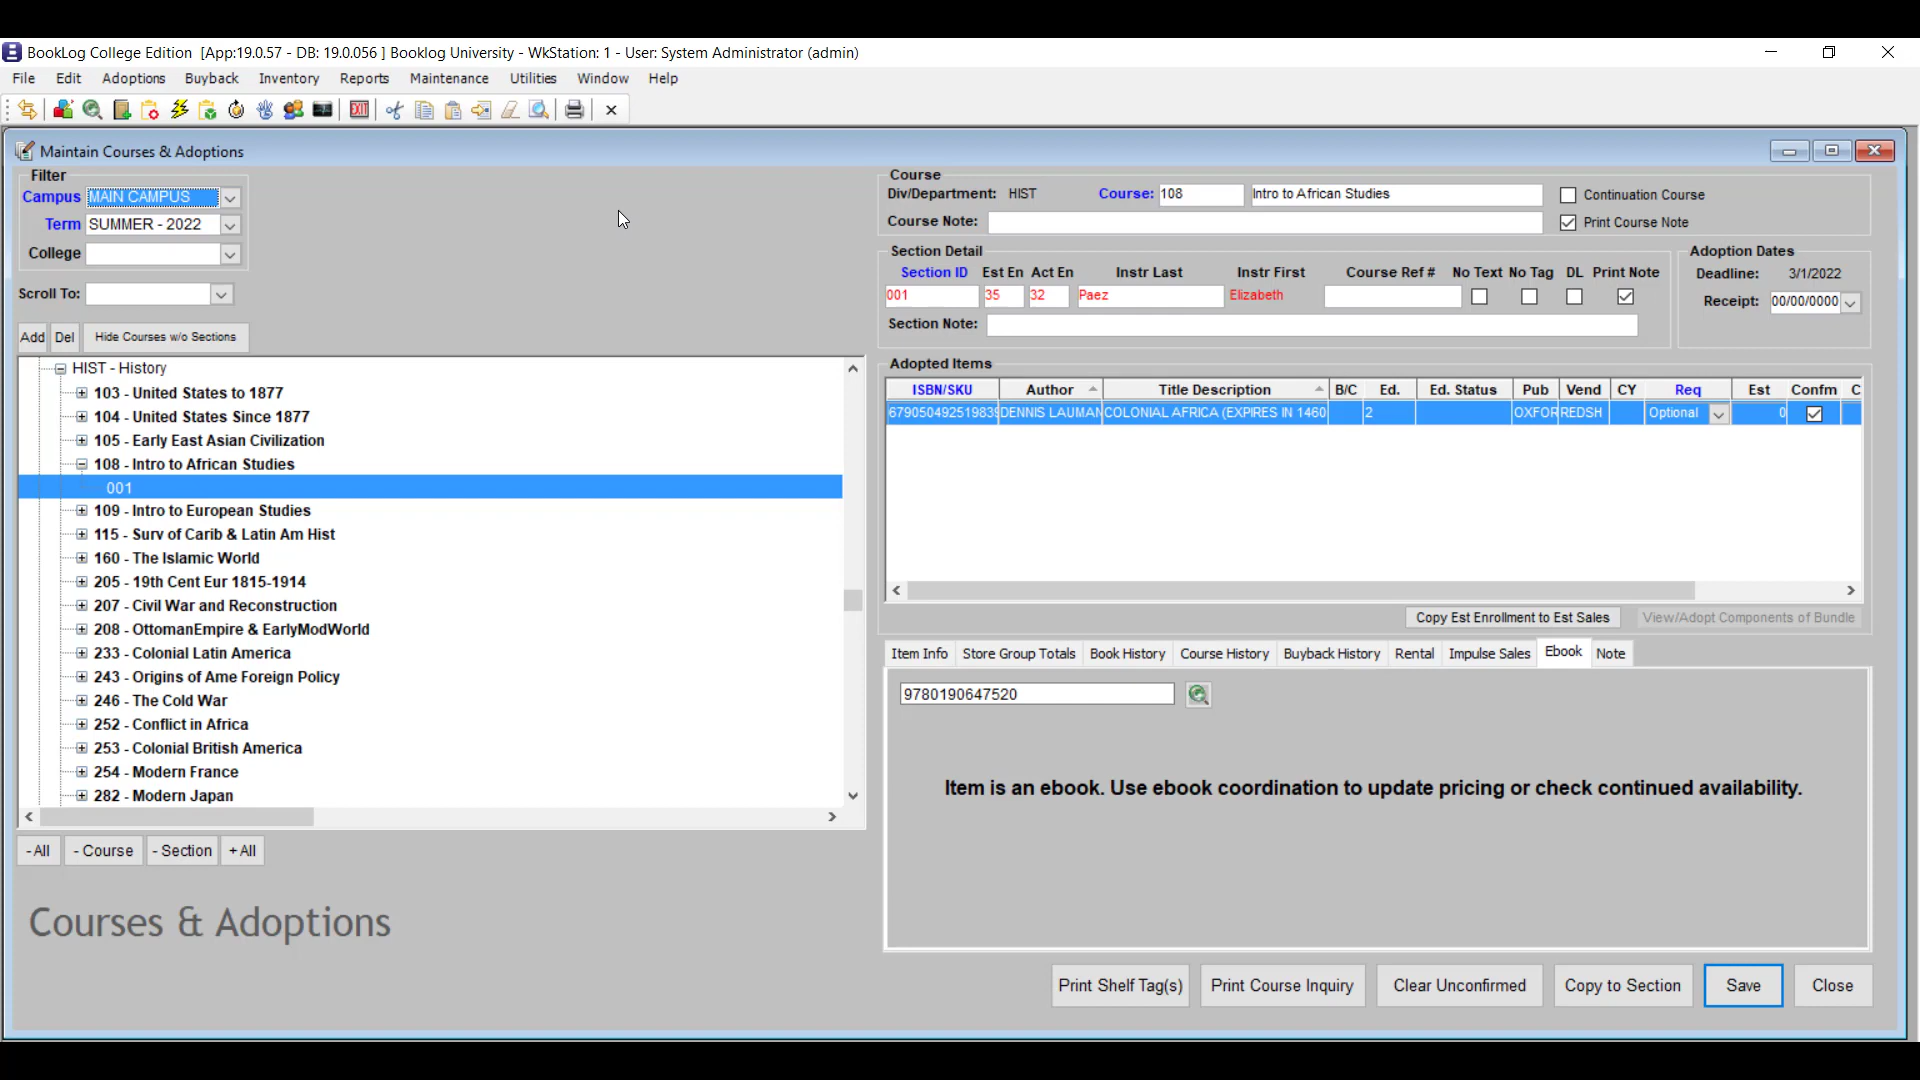 BookLog College Edition [App:19.0.57 - DB: 19.0.056 ] Booklog University - WkStation: 1 - User: System Administrator (admin)
File Edit Adoptions Buyback Inventory Reports Maintenance Utilities Window Help
EXIT
Maintain Courses & Adoptions
Filter
Campus MAIN CAMPUS
Term SUMMER - 2022
College
Scroll To:
Add Del Hide Courses w/o Sections
HIST - History
103 - United States to 1877
104 - United States Since 1877
105 - Early East Asian Civilization
108 - Intro to African Studies
001
109 - Intro to European Studies
115 - Surv of Carib & Latin Am Hist
160 - The Islamic World
205 - 19th Cent Eur 1815-1914
207 - Civil War and Reconstruction
208 - OttomanEmpire & EarlyModWorld
233 - Colonial Latin America
243 - Origins of Ame Foreign Policy
246 - The Cold War
252 - Conflict in Africa
253 - Colonial British America
254 - Modern France
282 - Modern Japan
- All - Course - Section + All
Courses & Adoptions
Course
Div/Department: HIST Course: 108 Intro to African Studies Continuation Course
Course Note: Print Course Note
Section Detail
Section ID Est En Act En Instr Last Instr First Course Ref # No Text No Tag DL Print Note
001 35 32 Paez Elizabeth
Section Note:
Adoption Dates
Deadline: 3/1/2022
Receipt: 00/00/0000
Adopted Items
ISBN/SKU Author Title Description B/C Ed. Ed. Status Pub Vend CY Req Est Confm C
679050492519839 DENNIS LAUMAN COLONIAL AFRICA (EXPIRES IN 1460 2 OXFOR REDSH Optional 0
Copy Est Enrollment to Est Sales View/Adopt Components of Bundle
Item Info Store Group Totals Book History Course History Buyback History Rental Impulse Sales Ebook Note
9780190647520
Item is an ebook. Use ebook coordination to update pricing or check continued availability.
Print Shelf Tag(s) Print Course Inquiry Clear Unconfirmed Copy to Section Save Close